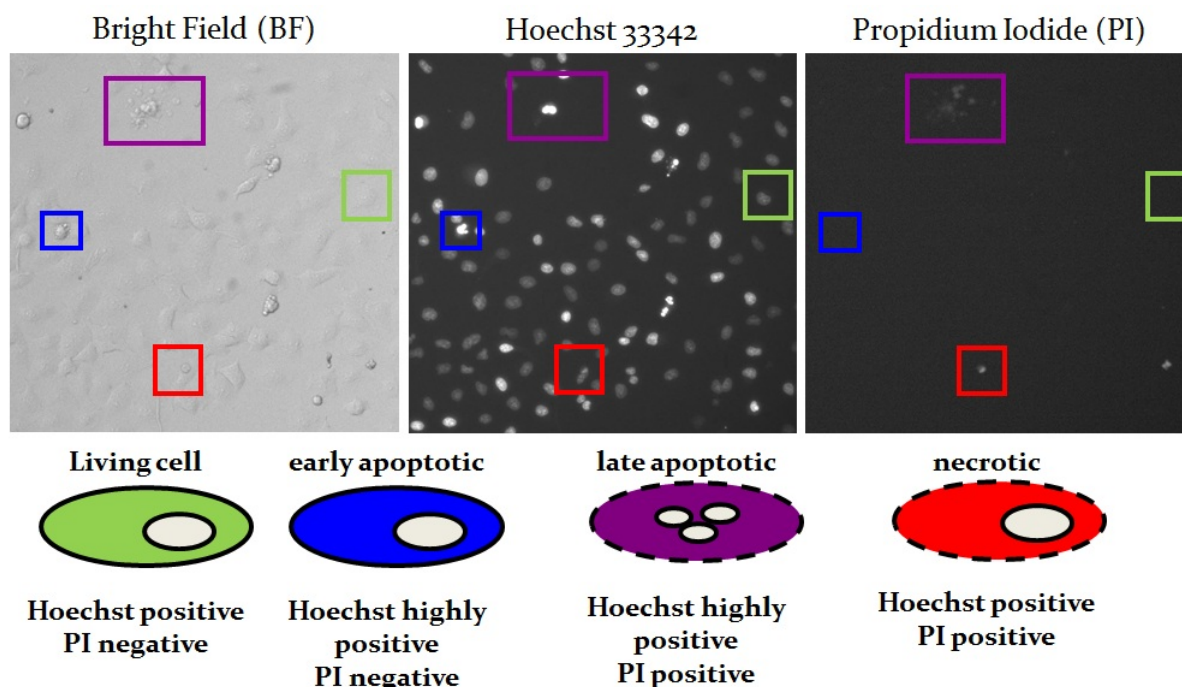 Bright Field (BF)
Hoechst 33342
Propidium Iodide (PI)
Living cell
early apoptotic
late apoptotic
necrotic
Hoechst positive
PI negative
Hoechst highly
positive
PI negative
Hoechst highly
positive
PI positive
Hoechst positive
PI positive